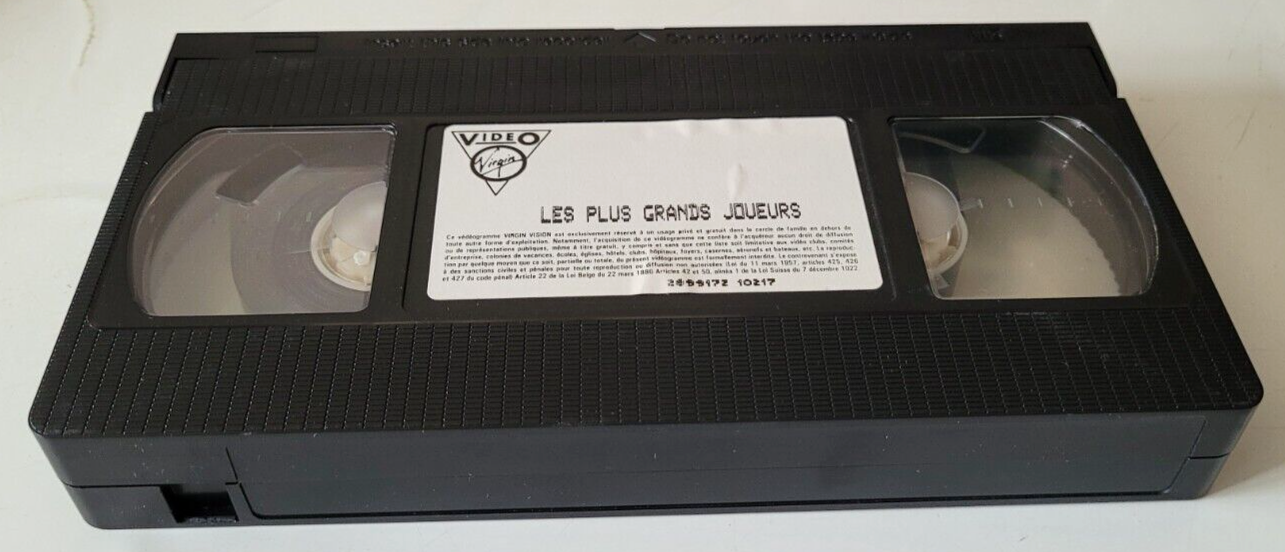 VIDEO
Virgin
LES PLUS GRANDS JOUEURS
Ce vidéogramme VIRGIN VISION est exclusivement réservé à un usage privé et gratuit dans le cercle de famille en dehors de
toute autre forme d'exploitation. Notamment, l'acquisition de ce vidéogramme ne confère à l'acquéreur aucun droit de diffusion
ou de représentations publiques, même à titre gratuit, y compris et sans que cette liste soit limitative aux vidéo clubs, comités
d'entreprise, colonies de vacances, écoles, églises, hôtels, clubs, hôpitaux, foyers, casernes, aéronefs et bateaux, etc. La reproduc-
tion par quelque moyen que ce soit, partielle ou totale, du présent vidéogramme est formellement interdite. Le contrevenant s'expose
à des sanctions civiles et pénales pour toute reproduction ou diffusion non autorisées (Loi du 11 mars 1957, articles 425, 426
et 427 du code pénal) Article 22 de la Loi Belge du 22 mars 1886 Articles 42 et 50, alinéa 1 de la Loi Suisse du 7 décembre 1922
10217